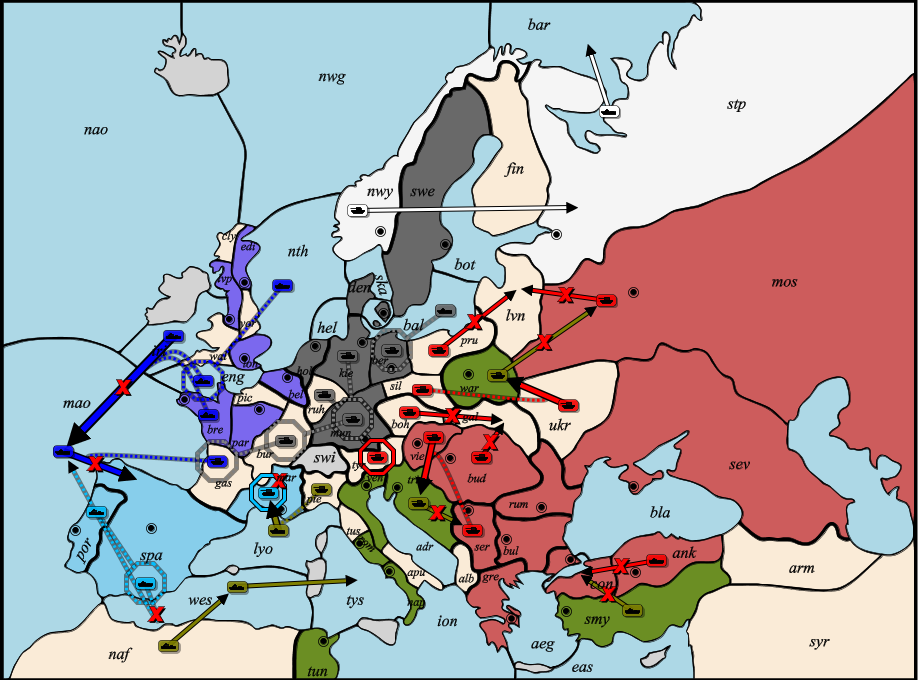 bar
nwg
stp
nao
fin
nwy
swe
cly
edi
nth
bot
mos
lvp
den
ska
lvn
hel
bal
yor
pru
wal
lon
hol
kie
ber
eng
war
mao
sil
pic
bel
ruh
ukr
bre
boh
gal
par
mun
bur
swi
vie
sev
gas
tyr
bud
mar
ven
tri
pie
rum
bla
por
spa
lyo
tus
rom
adr
ser
bul
ank
apu
alb
gre
con
arm
wes
tys
nap
ion
smy
naf
aeg
syr
tun
eas